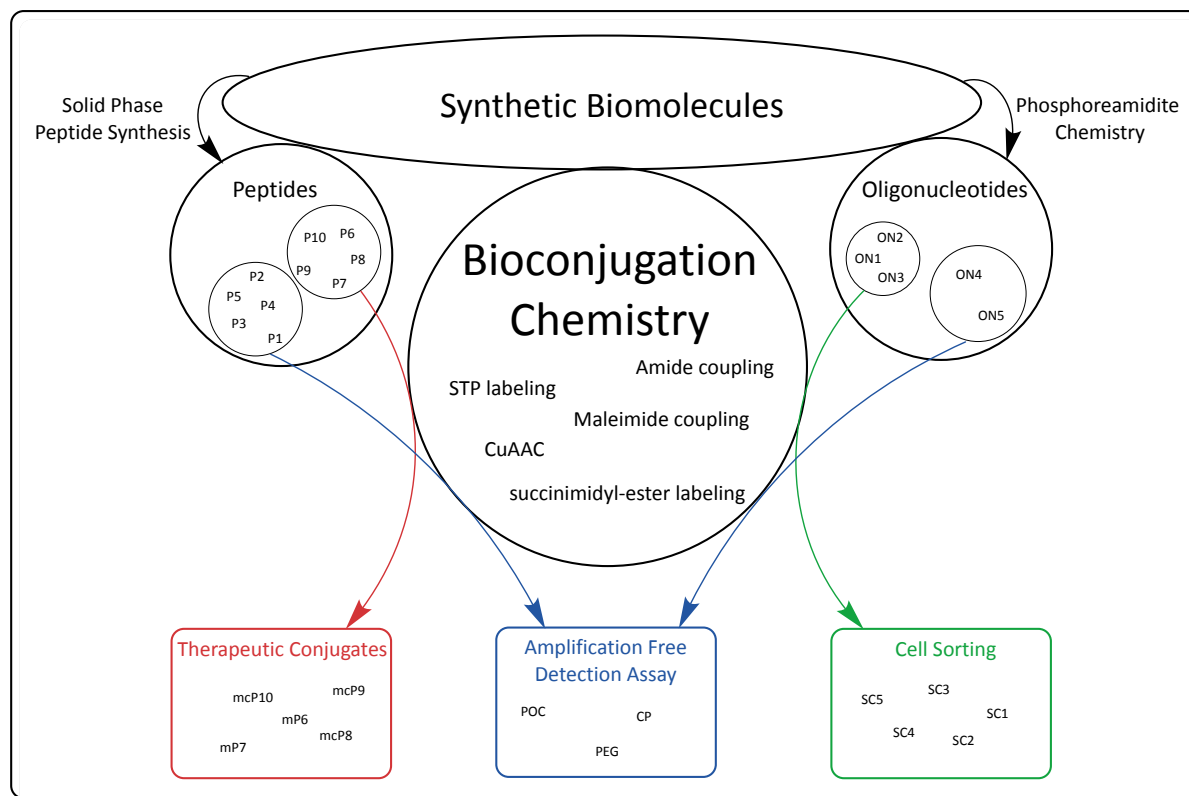 Synthetic Biomolecules
Solid Phase
Peptide Synthesis
Phosphoreamidite
Chemistry
Peptides
P10
P6
P8
P9
P7
P2
P5
P4
P3
P1
Oligonucleotides
ON2
ON1
ON3
ON4
ON5
Bioconjugation
Chemistry
Amide coupling
STP labeling
Maleimide coupling
CuAAC
succinimidyl-ester labeling
Therapeutic Conjugates
mcP10
mcP9
mP6
mcP8
mP7
Amplification Free
Detection Assay
POC
CP
PEG
Cell Sorting
SC3
SC5
SC1
SC4
SC2